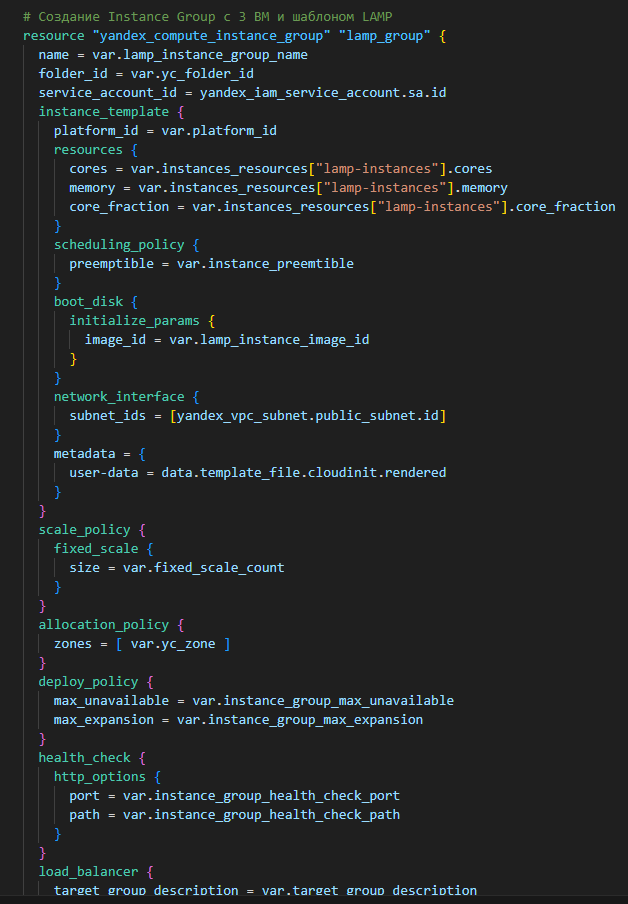 # Создание Instance Group с 3 ВМ и шаблоном LAMP
resource "yandex_compute_instance_group" "lamp_group" {
name = var.lamp_instance_group_name
folder_id = var.yc_folder_id
service_account_id = yandex_iam_service_account.sa.id
instance_template {
platform_id = var.platform_id
resources {
cores = var.instances_resources["lamp-instances"].cores
memory = var.instances_resources["lamp-instances"].memory
core_fraction = var.instances_resources["lamp-instances"].core_fraction
}
scheduling_policy {
preemptible = var.instance_preemtible
}
boot_disk {
initialize_params {
image_id = var.lamp_instance_image_id
}
}
network_interface {
subnet_ids = [yandex_vpc_subnet.public_subnet.id]
}
metadata = {
user-data = data.template_file.cloudinit.rendered
}
}
scale_policy {
fixed_scale {
size = var.fixed_scale_count
}
}
allocation_policy {
zones = [ var.yc_zone ]
}
deploy_policy {
max_unavailable = var.instance_group_max_unavailable
max_expansion = var.instance_group_max_expansion
}
health_check {
http_options {
port = var.instance_group_health_check_port
path = var.instance_group_health_check_path
}
}
load_balancer {
target_group_description = var.target_group_description